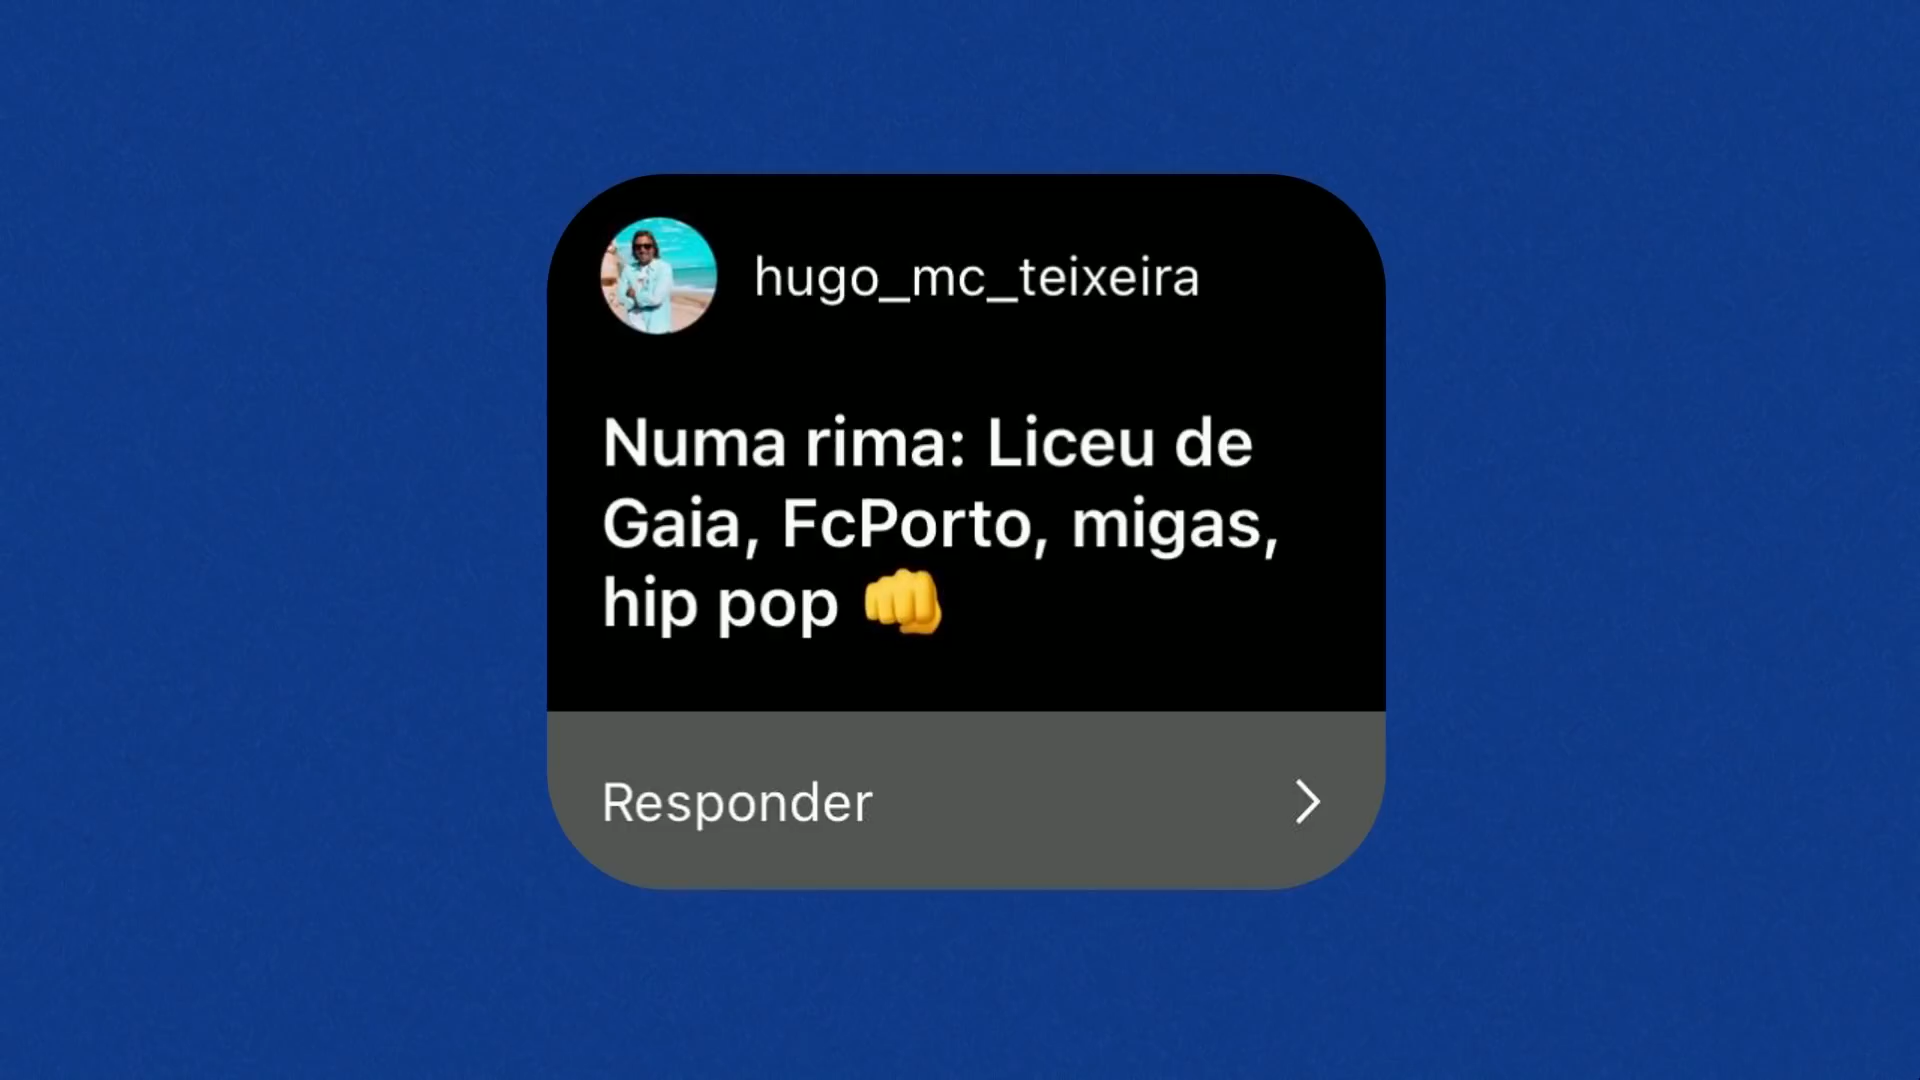 hugo_mc_teixeira
Numa rima: Liceu de
Gaia, FcPorto, migas,
hip pop 👊
Responder